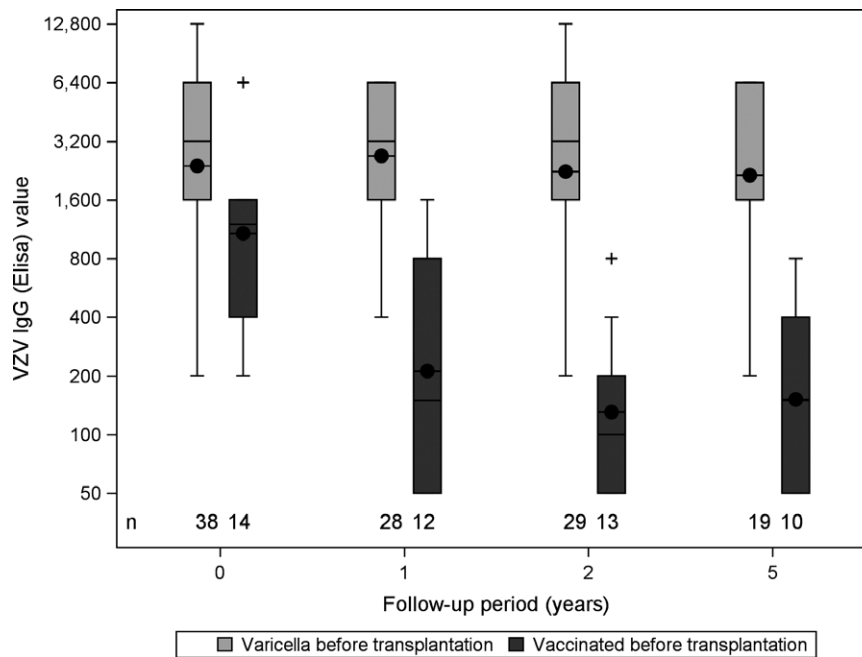 VZV IgG (Elisa) value
12,800
6,400
3,200
1,600
800
400
200
100
50
n 38 14 28 12 29 13 19 10
0 1 2 5
Follow-up period (years)
Varicella before transplantation Vaccinated before transplantation